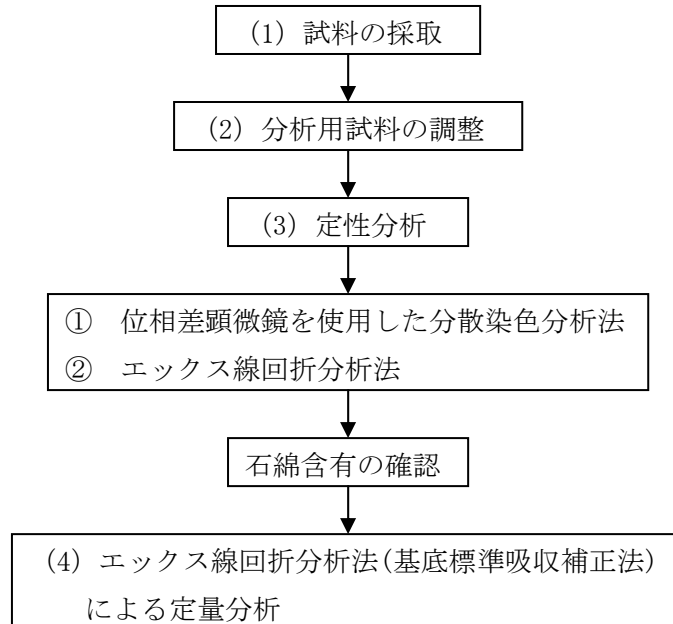 (1) 試料の採取
(2) 分析用試料の調整
(3) 定性分析
① 位相差顕微鏡を使用した分散染色分析法
② エックス線回折分析法
石綿含有の確認
(4) エックス線回折分析法(基底標準吸収補正法)
による定量分析